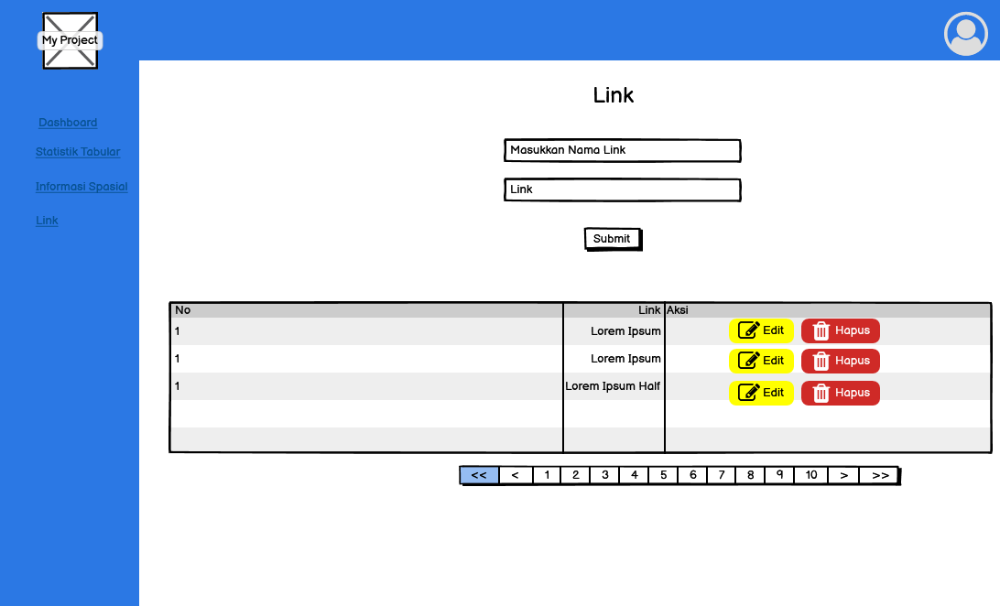 My Project
Dashboard
Statistik Tabular
Informasi Spasial
Link
Link
Masukkan Nama Link
Link
Submit
No Link Aksi
1 Lorem Ipsum Edit Hapus
1 Lorem Ipsum Edit Hapus
1 Lorem Ipsum Half Edit Hapus
<< < 1 2 3 4 5 6 7 8 9 10 > >>